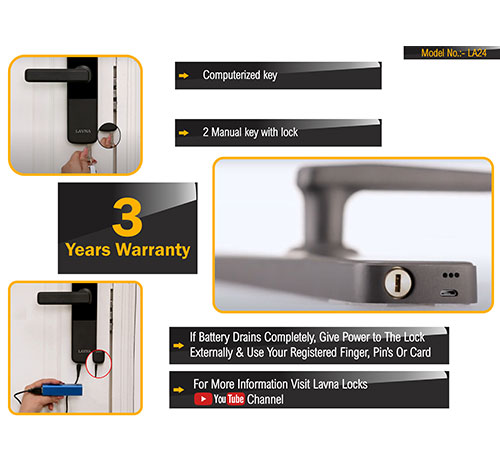 Model No.:- LA24
Computerized key
2 Manual key with lock
LAVNA
3
Years Warranty
If Battery Drains Completely, Give Power to The Lock
Externally & Use Your Registered Finger, Pin's Or Card
For More Information Visit Lavna Locks
YouTube Channel